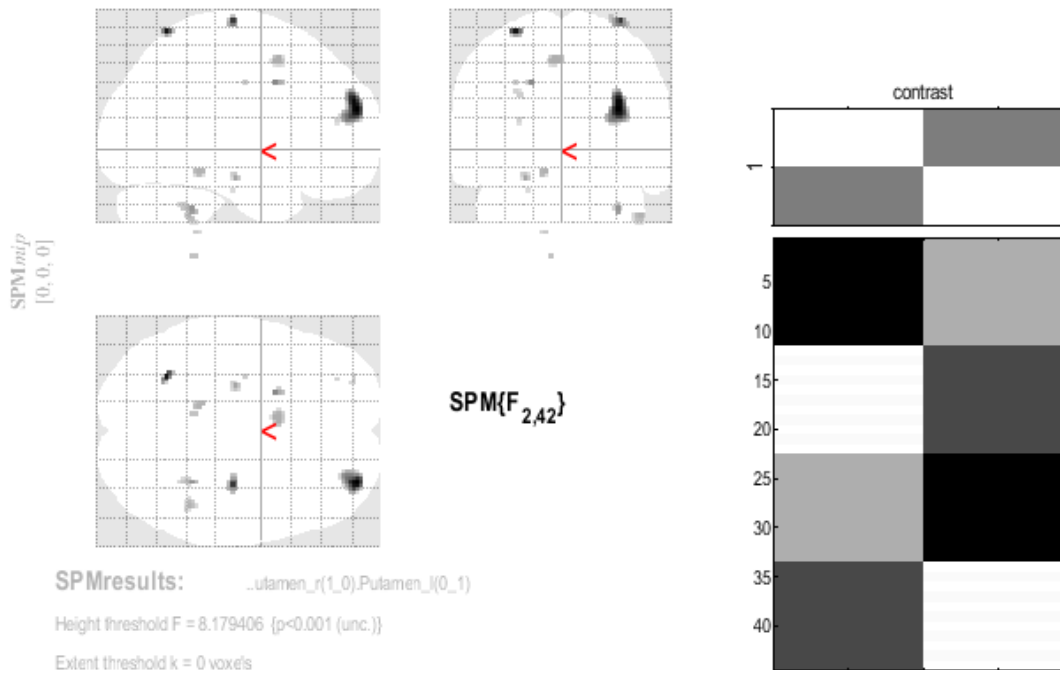 contrast
1
SPMmip
[0, 0, 0]
<
<
<
SPM{F2,42}
5
10
15
20
25
30
35
40
SPMresults: ..utamen_r(1_0).Putamen_l(0_1)
Height threshold F = 8.179406 {p<0.001 (unc.)}
Extent threshold k = 0 voxels